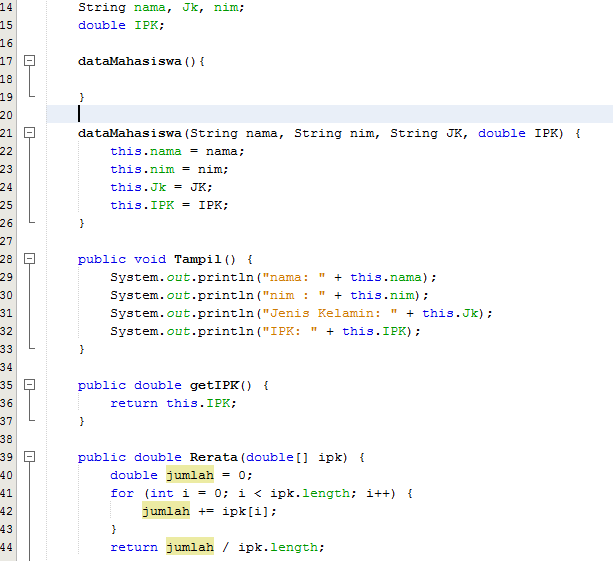 14 String nama, Jk, nim;
15 double IPK;
16
17 dataMahasiswa(){
18
19 }
20
21 dataMahasiswa(String nama, String nim, String JK, double IPK) {
22 this.nama = nama;
23 this.nim = nim;
24 this.Jk = JK;
25 this.IPK = IPK;
26 }
27
28 public void Tampil() {
29 System.out.println("nama: " + this.nama);
30 System.out.println("nim : " + this.nim);
31 System.out.println("Jenis Kelamin: " + this.Jk);
32 System.out.println("IPK: " + this.IPK);
33 }
34
35 public double getIPK() {
36 return this.IPK;
37 }
38
39 public double Rerata(double[] ipk) {
40 double jumlah = 0;
41 for (int i = 0; i < ipk.length; i++) {
42 jumlah += ipk[i];
43 }
44 return jumlah / ipk.length;